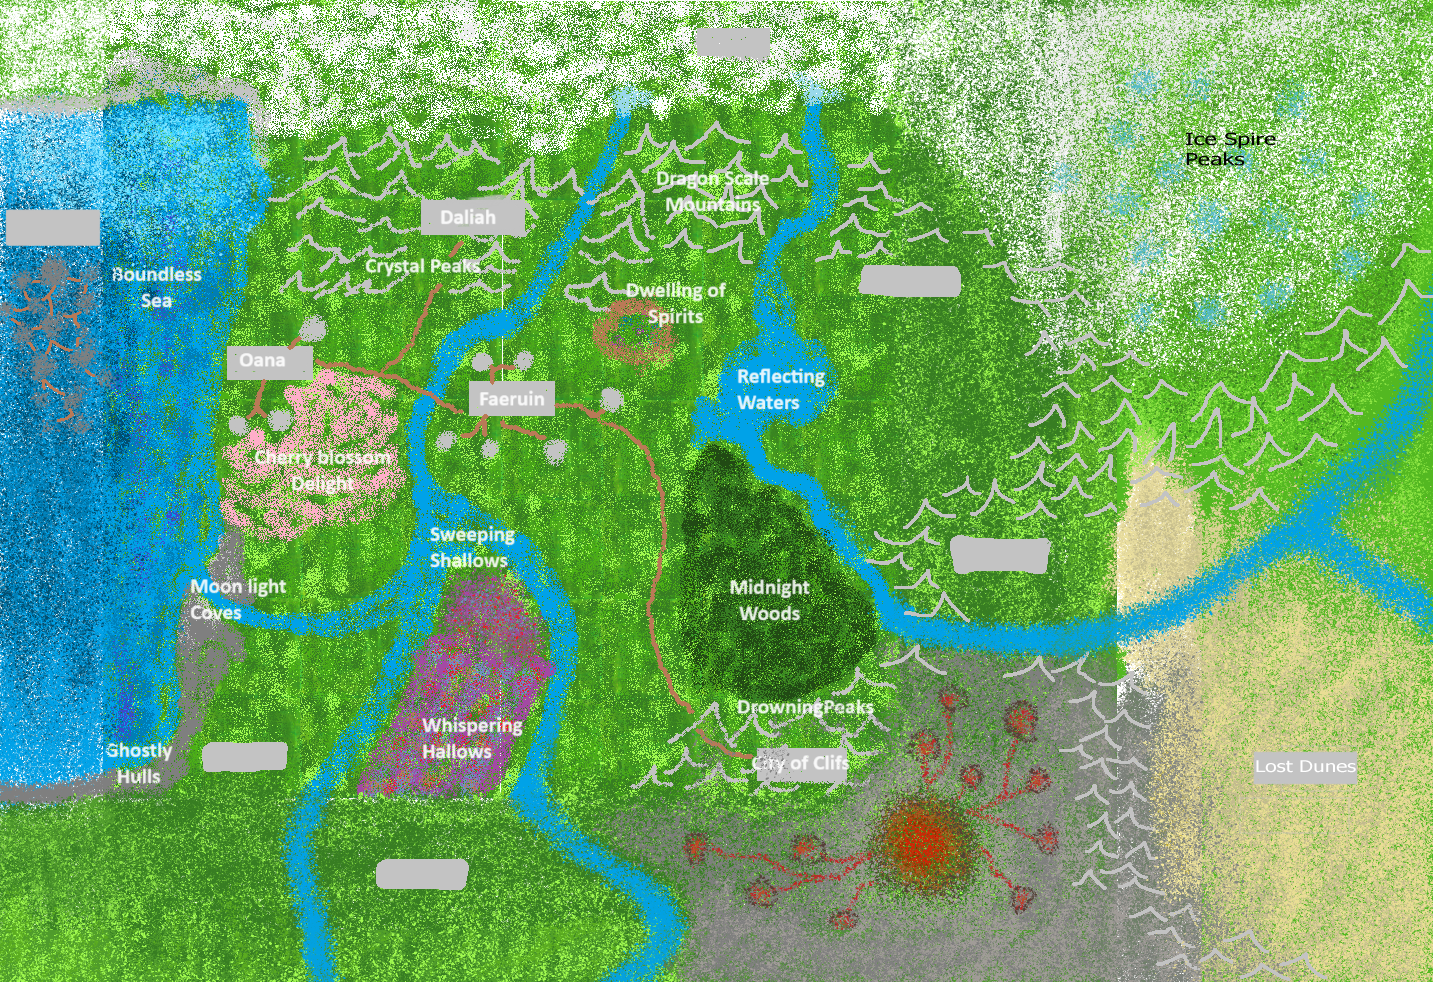 Ice Spire
Peaks
Dragon Scale
Mountains
Daliah
Crystal Peaks
Boundless
Sea
Dwelling of
Spirits
Oana
Faeruin
Reflecting
Waters
Cherry blossom
Delight
Sweeping
Shallows
Moon light
Coves
Midnight
Woods
DrowningPeaks
Whispering
Hallows
Ghostly
Hulls
City of Clifs
Lost Dunes